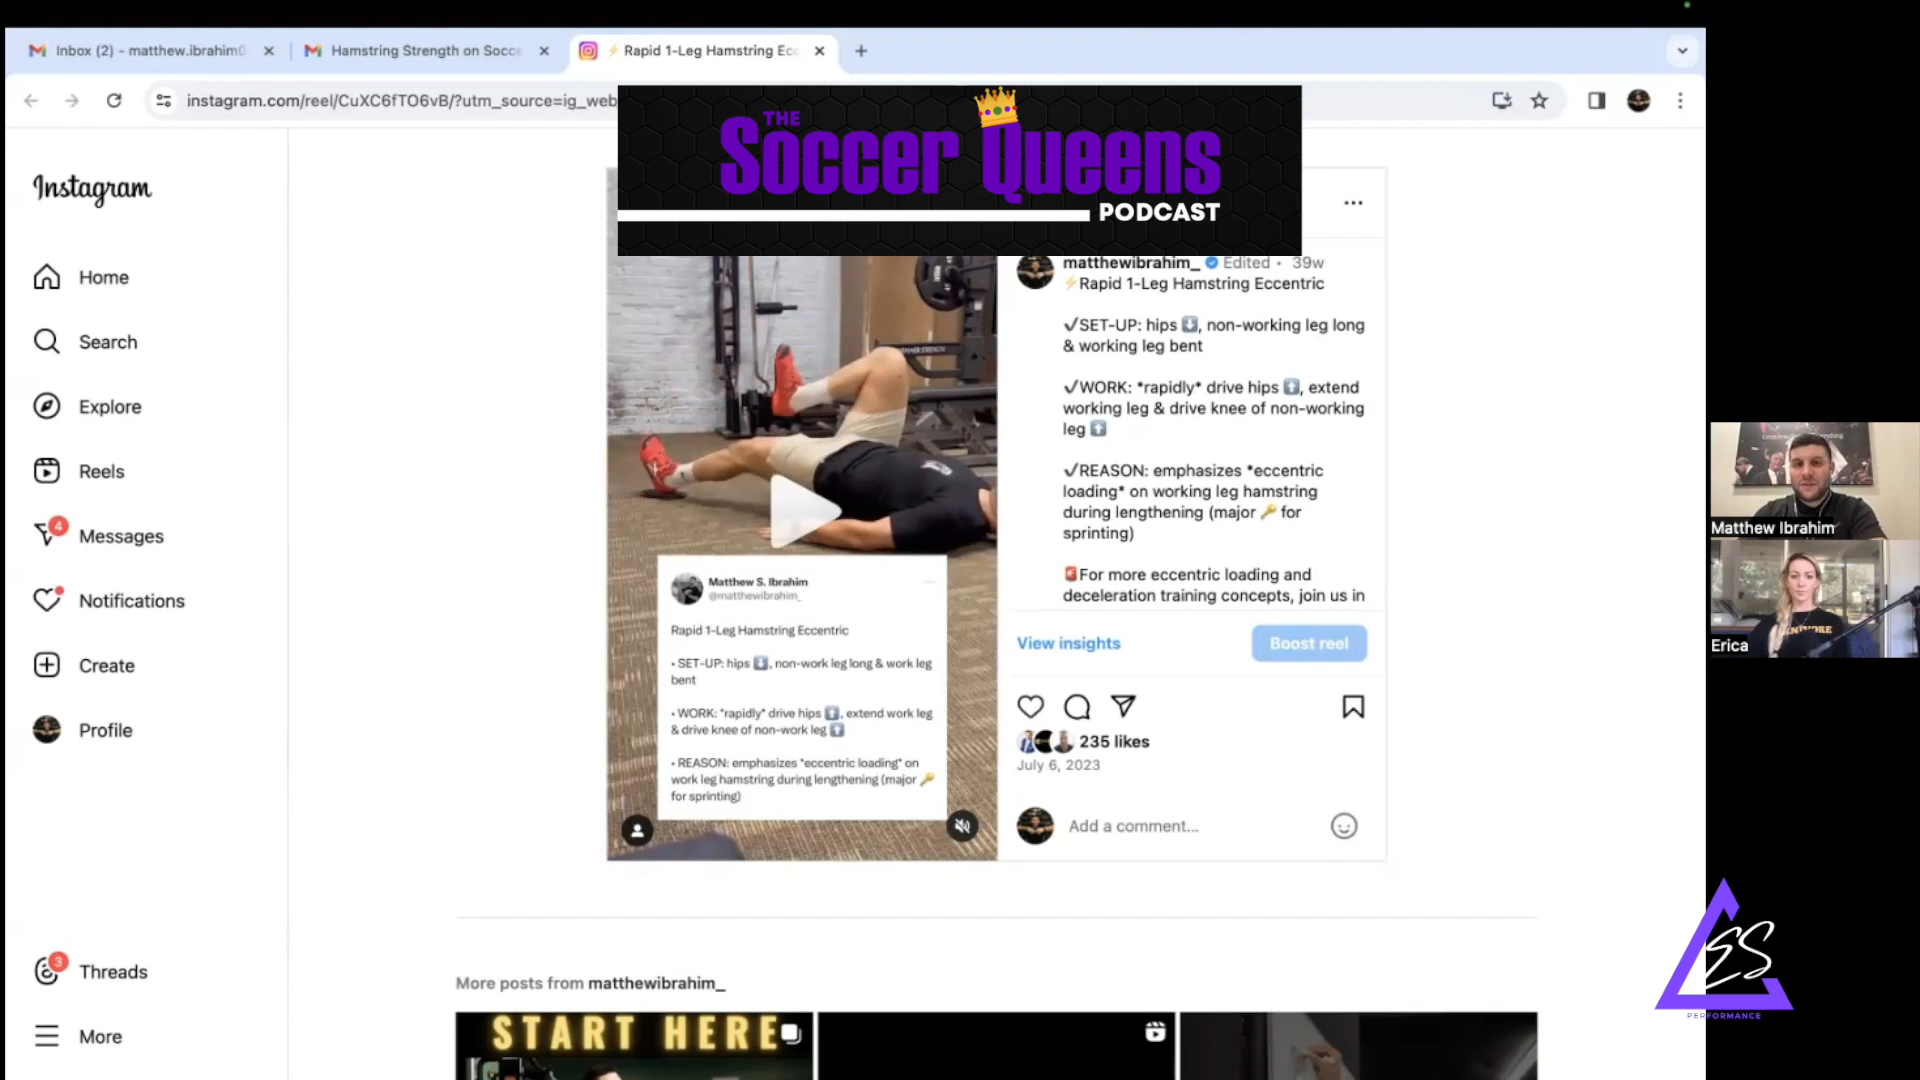 Inbox (2) - matthew.ibrahim0
Hamstring Strength on Socce
⚡Rapid 1-Leg Hamstring Ecc
instagram.com/reel/CuXC6fTO6vB/?utm_source=ig_web
THE
Soccer Queens
PODCAST
Instagram
Home
Search
Explore
Reels
4
Messages
Notifications
Create
Profile
3
Threads
More
matthewibrahim_ Edited • 39w
⚡Rapid 1-Leg Hamstring Eccentric
✓SET-UP: hips ⬇️, non-working leg long
& working leg bent
✓WORK: *rapidly* drive hips ⬆️, extend
working leg & drive knee of non-working
leg ⬆️
✓REASON: emphasizes *eccentric
loading* on working leg hamstring
during lengthening (major 🔑 for
sprinting)
🚨For more eccentric loading and
deceleration training concepts, join us in
View insights
Boost reel
235 likes
July 6, 2023
Add a comment...
Matthew S. Ibrahim
@matthewibrahim_
Rapid 1-Leg Hamstring Eccentric
• SET-UP: hips ⬇️, non-work leg long & work leg
bent
• WORK: *rapidly* drive hips ⬆️, extend work leg
& drive knee of non-work leg ⬆️
• REASON: emphasizes *eccentric loading* on
work leg hamstring during lengthening (major 🔑
for sprinting)
More posts from matthewibrahim_
START HERE
Matthew Ibrahim
Erica
ES
PERFORMANCE